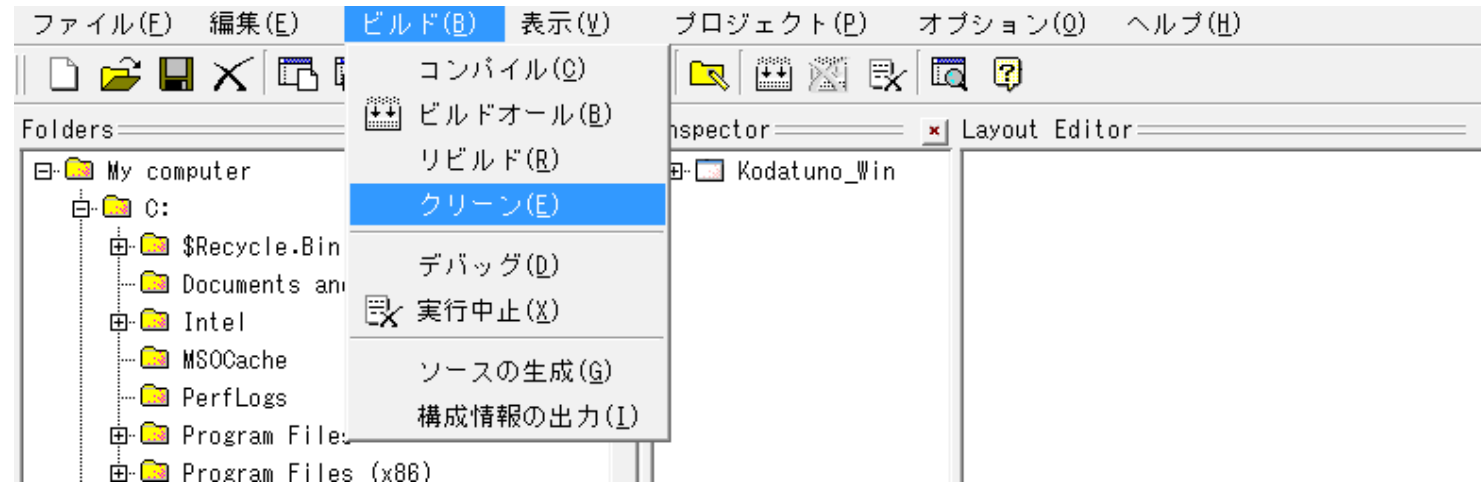 ファイル(F) 編集(E) ビルド(B) 表示(V) プロジェクト(P) オプション(O) ヘルプ(H)
コンパイル(C)
ビルドオール(B)
リビルド(R)
クリーン(E)
デバッグ(D)
実行中止(X)
ソースの生成(G)
構成情報の出力(I)
Folders
My computer
C:
$Recycle.Bin
Documents an
Intel
MSOCache
PerfLogs
Program Files
Program Files (x86)
nspector
Kodatuno_Win
Layout Editor